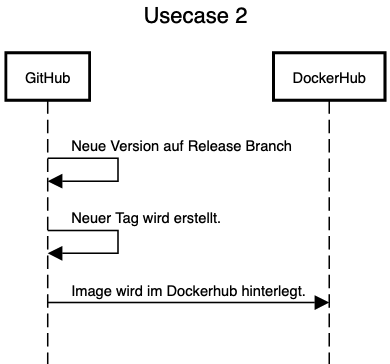 Usecase 2
GitHub
DockerHub
Neue Version auf Release Branch
Neuer Tag wird erstellt.
Image wird im Dockerhub hinterlegt.